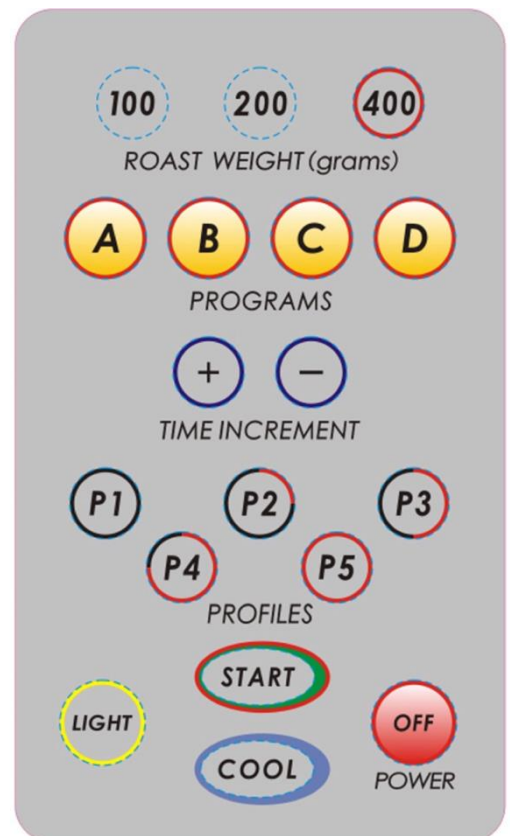 100 200 400
ROAST WEIGHT (grams)
A B C D
PROGRAMS
+ −
TIME INCREMENT
P1 P2 P3
P4 P5
PROFILES
START
LIGHT OFF
COOL
POWER